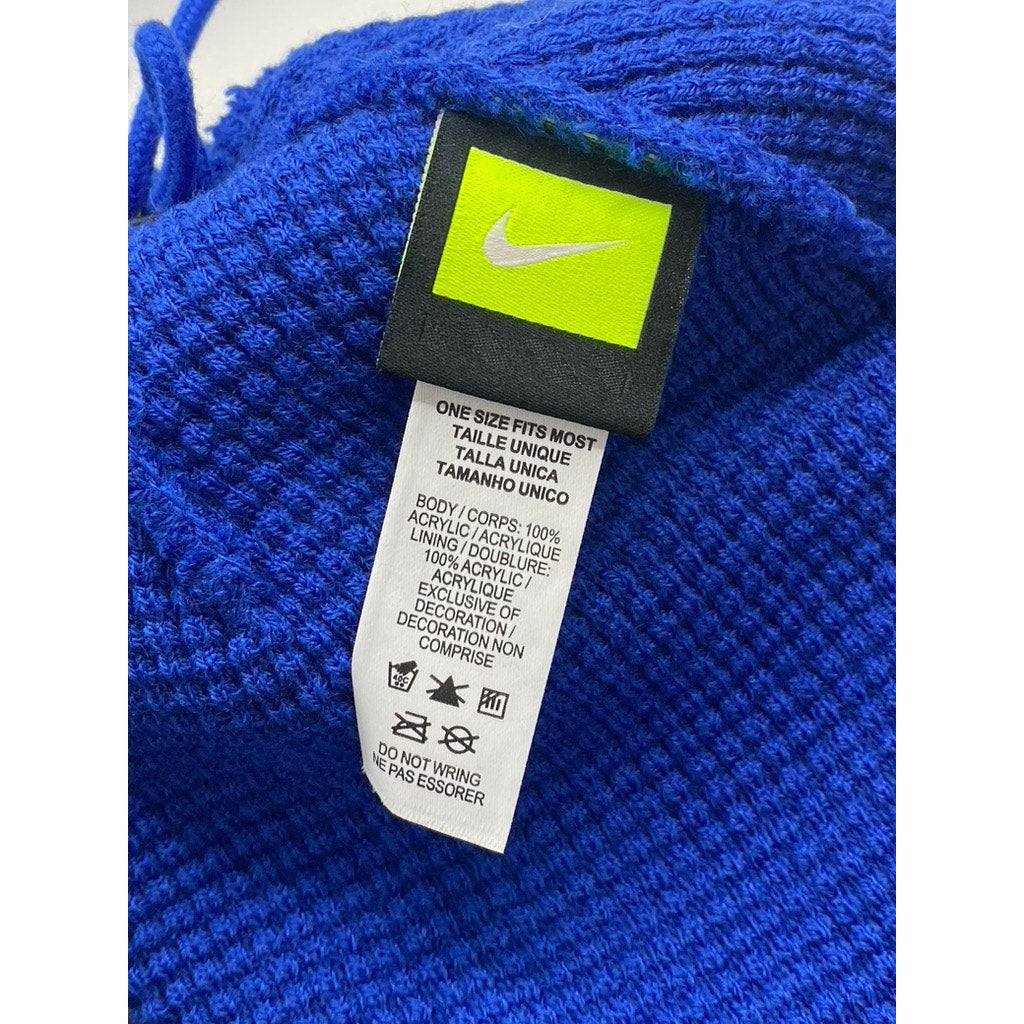 ONE SIZE FITS MOST
TAILLE UNIQUE
TALLA UNICA
TAMANHO UNICO
BODY / CORPS: 100%
ACRYLIC / ACRYLIQUE
LINING / DOUBLURE:
100% ACRYLIC /
ACRYLIQUE
EXCLUSIVE OF
DECORATION /
DECORATION NON
COMPRISE
40C
DO NOT WRING
NE PAS ESSORER